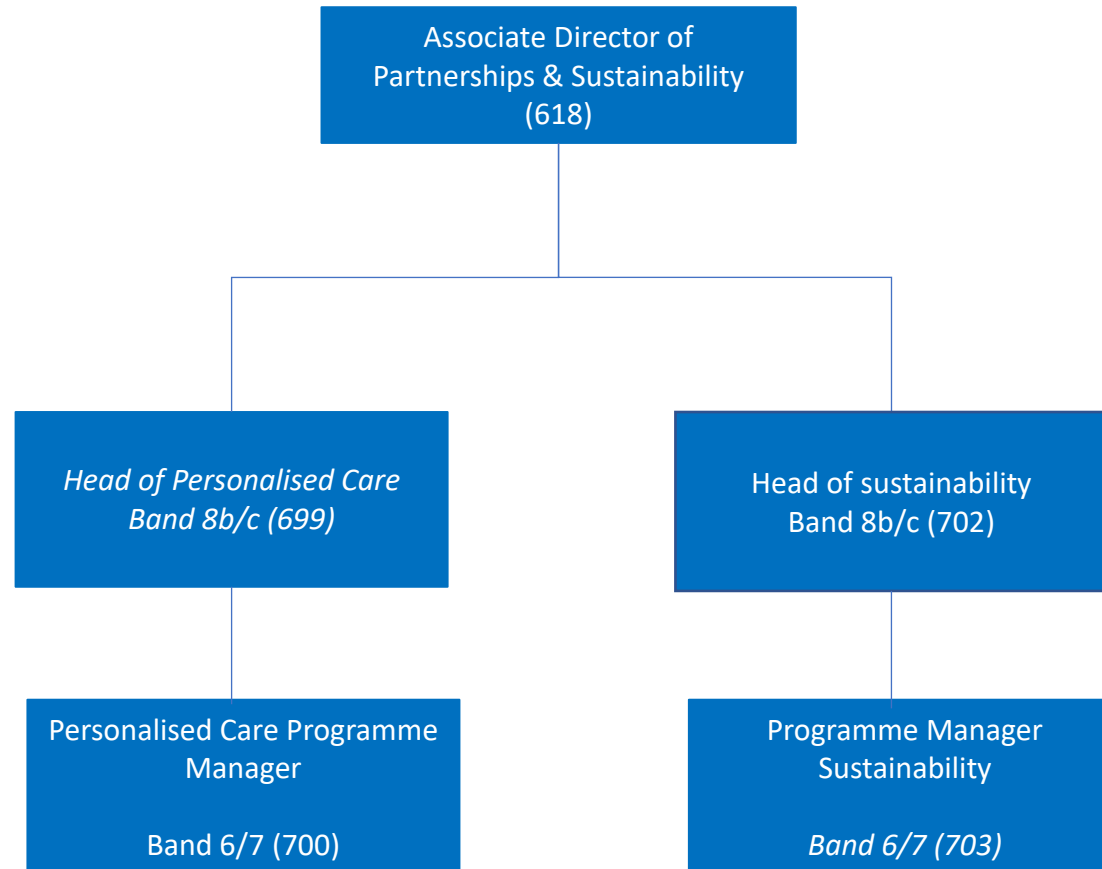 Associate Director of
Partnerships & Sustainability
(618)
Head of Personalised Care
Band 8b/c (699)
Head of sustainability
Band 8b/c (702)
Personalised Care Programme
Manager
Band 6/7 (700)
Programme Manager
Sustainability
Band 6/7 (703)